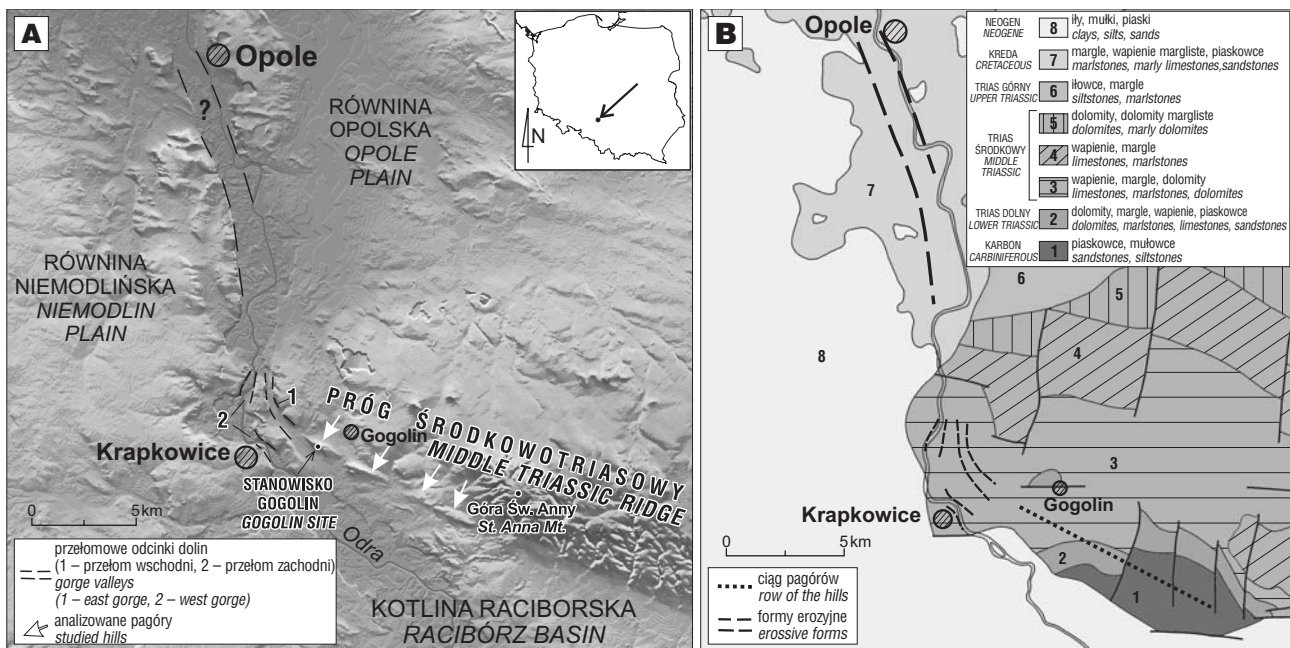 A
Opole
?
RÓWNINA
OPOLSKA
OPOLE
PLAIN
N
RÓWNINA
NIEMODLIŃSKA
NIEMODLIN
PLAIN
1
2
PRÓG ŚRODKOWOTRIASOWY
MIDDLE TRIASSIC RIDGE
Gogolin
Krapkowice
STANOWISKO
GOGOLIN
GOGOLIN SITE
Góra Św. Anny
St. Anna Mt.
0 5km
Odra
KOTLINA RACIBORSKA
RACIBÓRZ BASIN
przełomowe odcinki dolin
(1 – przełom wschodni, 2 – przełom zachodni)
gorge valleys
(1 – east gorge, 2 – west gorge)
analizowane pagóry
studied hills
B
Opole
NEOGEN
NEOGENE
8
iły, mułki, piaski
clays, silts, sands
KREDA
CRETACEOUS
7
margle, wapienie margliste, piaskowce
marlstones, marly limestones,sandstones
TRIAS GÓRNY
UPPER TRIASSIC
6
iłowce, margle
siltstones, marlstones
TRIAS
ŚRODKOWY
MIDDLE
TRIASSIC
5
dolomity, dolomity margliste
dolomites, marly dolomites
4
wapienie, margle
limestones, marlstones
3
wapienie, margle, dolomity
limestones, marlstones, dolomites
TRIAS DOLNY
LOWER TRIASSIC
2
dolomity, margle, wapienie, piaskowce
dolomites, marlstones, limestones, sandstones
KARBON
CARBINIFEROUS
1
piaskowce, mułowce
sandstones, siltstones
7
6
5
4
8
3
Gogolin
Krapkowice
2
1
0 5km
ciąg pagórów
row of the hills
formy erozyjne
erossive forms